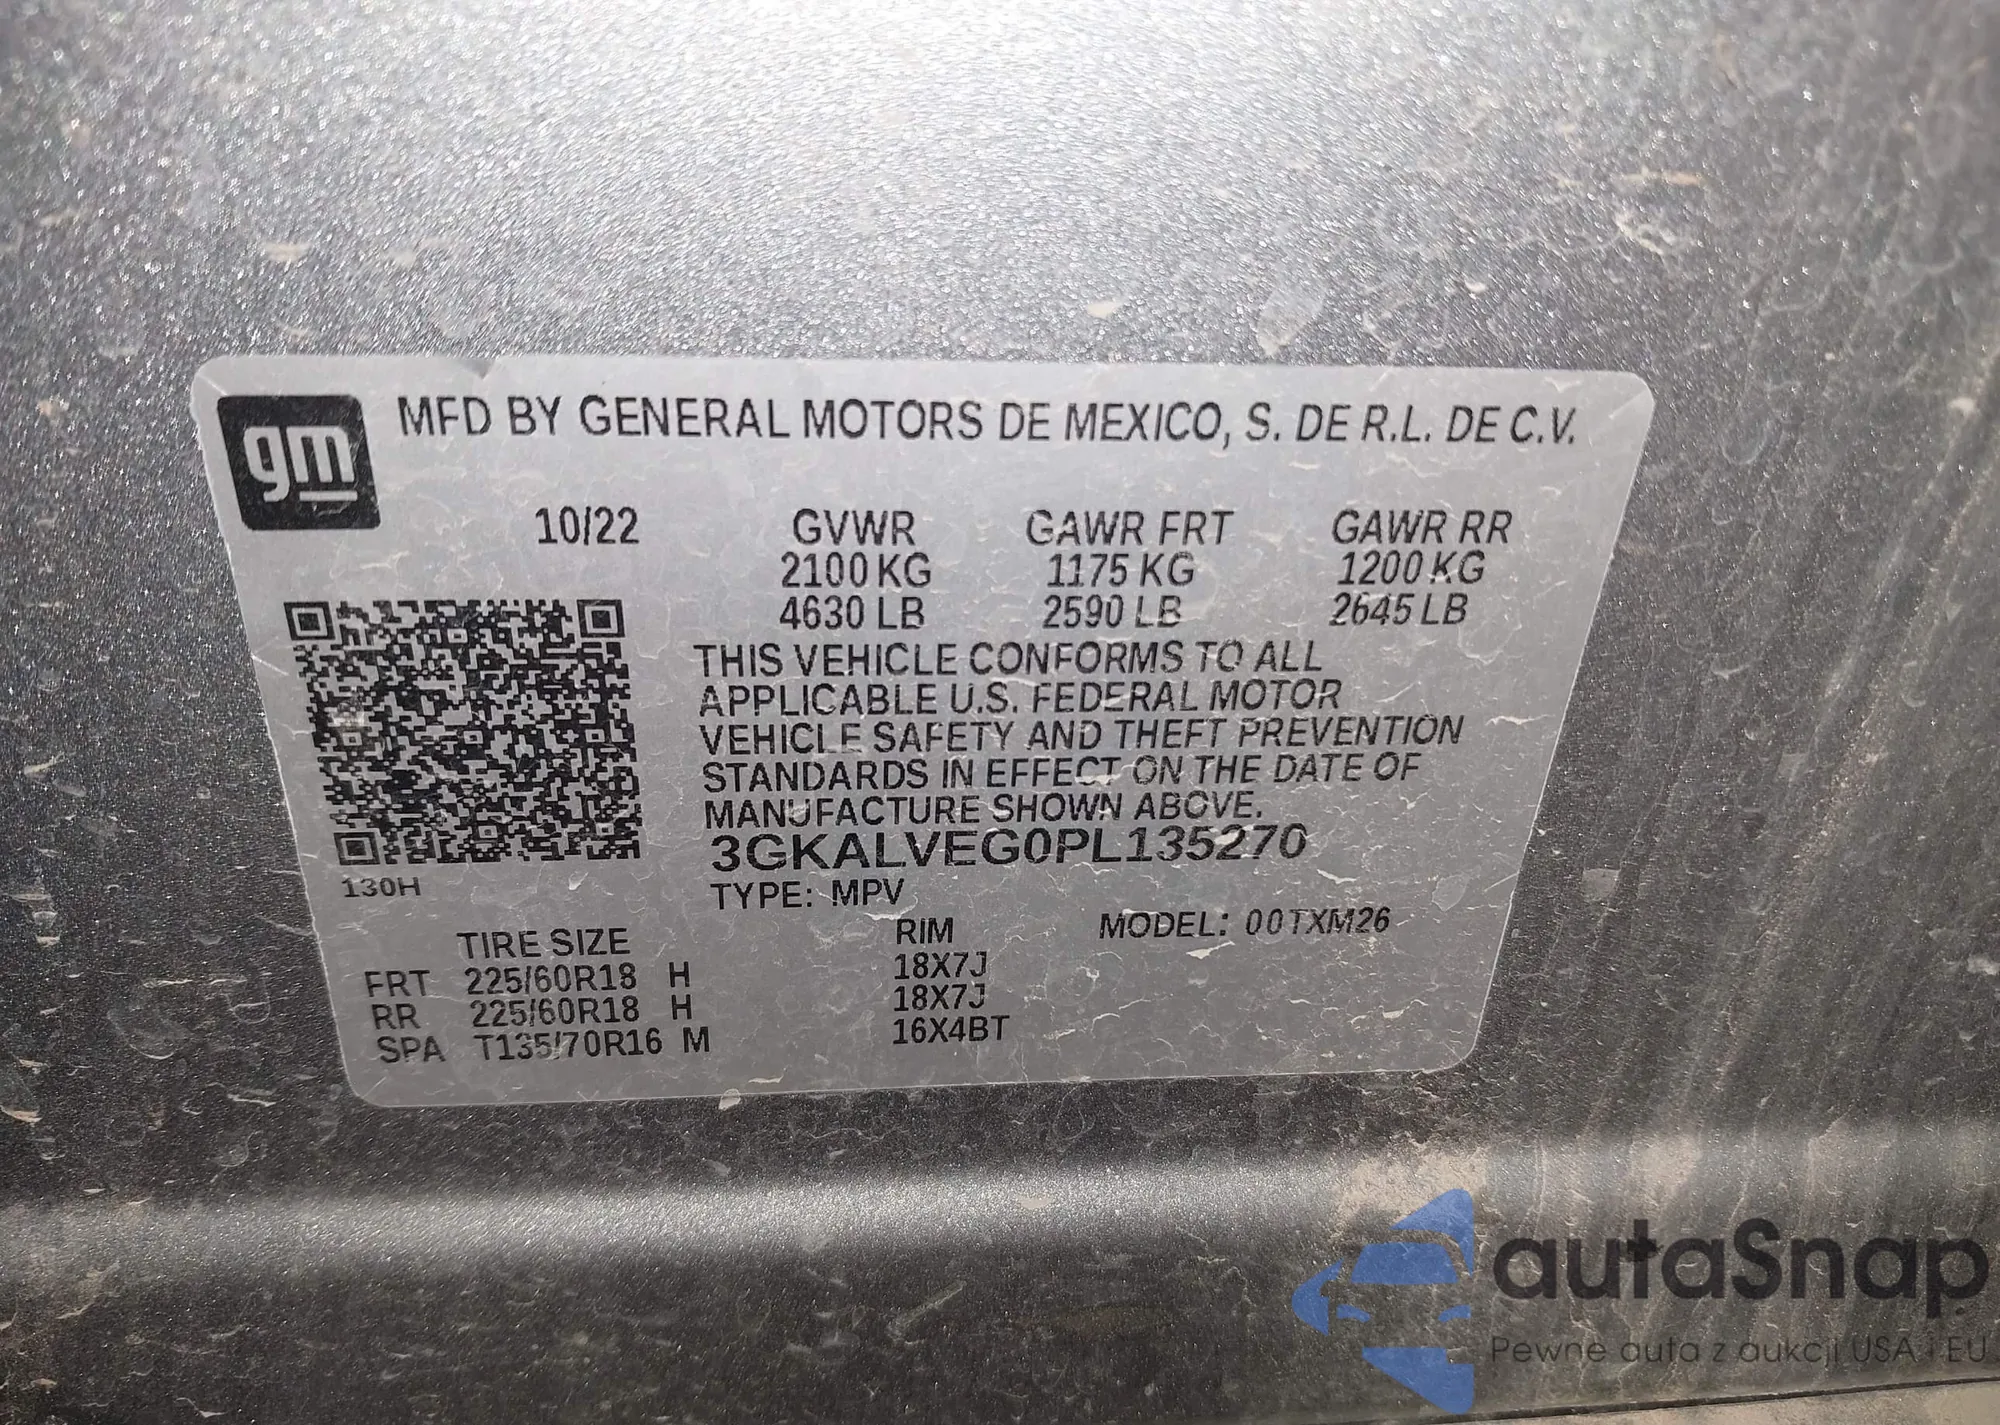 gm
MFD BY GENERAL MOTORS DE MEXICO, S. DE R.L. DE C.V.
10/22 GVWR GAWR FRT GAWR RR
2100 KG 1175 KG 1200 KG
4630 LB 2590 LB 2645 LB
THIS VEHICLE CONFORMS TO ALL
APPLICABLE U.S. FEDERAL MOTOR
VEHICLE SAFETY AND THEFT PREVENTION
STANDARDS IN EFFECT ON THE DATE OF
MANUFACTURE SHOWN ABOVE.
3GKALVEG0PL135270
130H
TYPE: MPV
TIRE SIZE RIM MODEL: 00TXM26
FRT 225/60R18 H 18X7J
RR 225/60R18 H 18X7J
SPA T135/70R16 M 16X4BT
autaSnap
Pewne auta z aukcji USA i EU